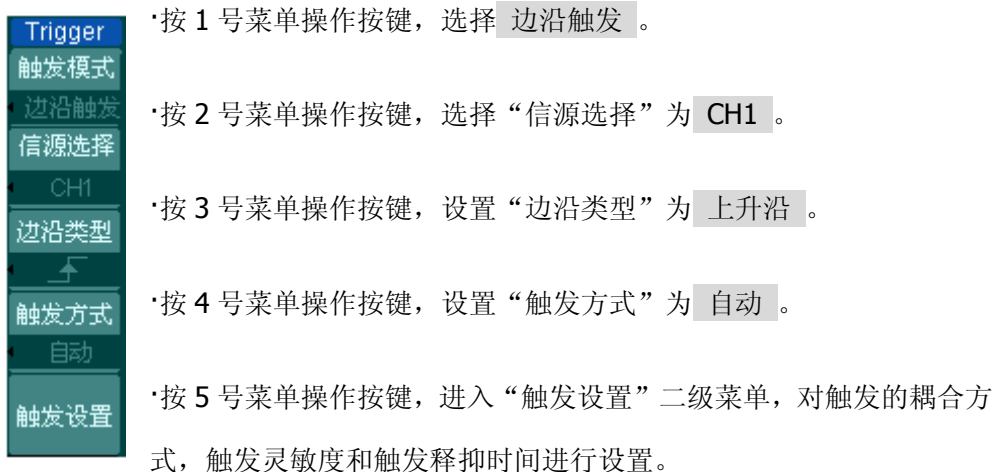 Trigger
触发模式
边沿触发
信源选择
CH1
边沿类型
触发方式
自动
触发设置
·按 1 号菜单操作按键，选择 边沿触发 。
·按 2 号菜单操作按键，选择“信源选择”为 CH1 。
·按 3 号菜单操作按键，设置“边沿类型”为 上升沿 。
·按 4 号菜单操作按键，设置“触发方式”为 自动 。
·按 5 号菜单操作按键，进入“触发设置”二级菜单，对触发的耦合方
式，触发灵敏度和触发释抑时间进行设置。